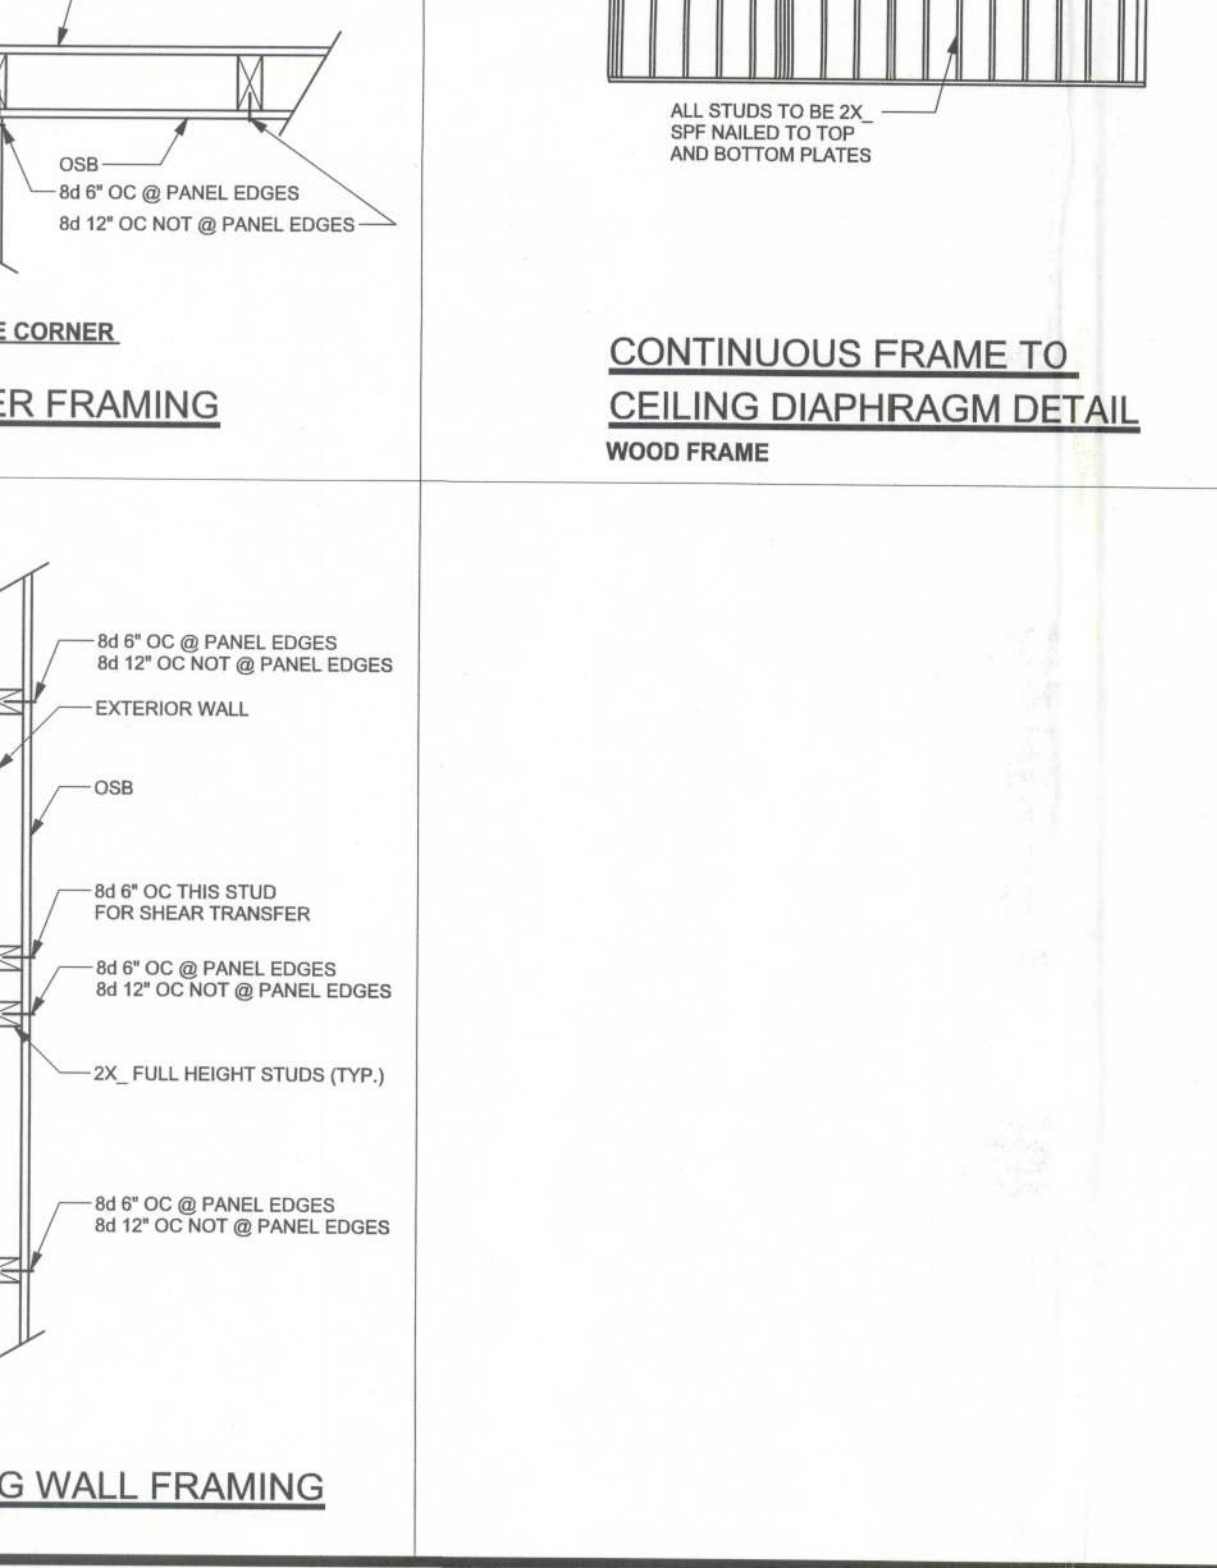 OSB
8d 6" OC @ PANEL EDGES
8d 12" OC NOT @ PANEL EDGES
E CORNER
ER FRAMING
ALL STUDS TO BE 2X_
SPF NAILED TO TOP
AND BOTTOM PLATES
CONTINUOUS FRAME TO
CEILING DIAPHRAGM DETAIL
WOOD FRAME
8d 6" OC @ PANEL EDGES
8d 12" OC NOT @ PANEL EDGES
EXTERIOR WALL
OSB
8d 6" OC THIS STUD
FOR SHEAR TRANSFER
8d 6" OC @ PANEL EDGES
8d 12" OC NOT @ PANEL EDGES
2X_ FULL HEIGHT STUDS (TYP.)
8d 6" OC @ PANEL EDGES
8d 12" OC NOT @ PANEL EDGES
G WALL FRAMING